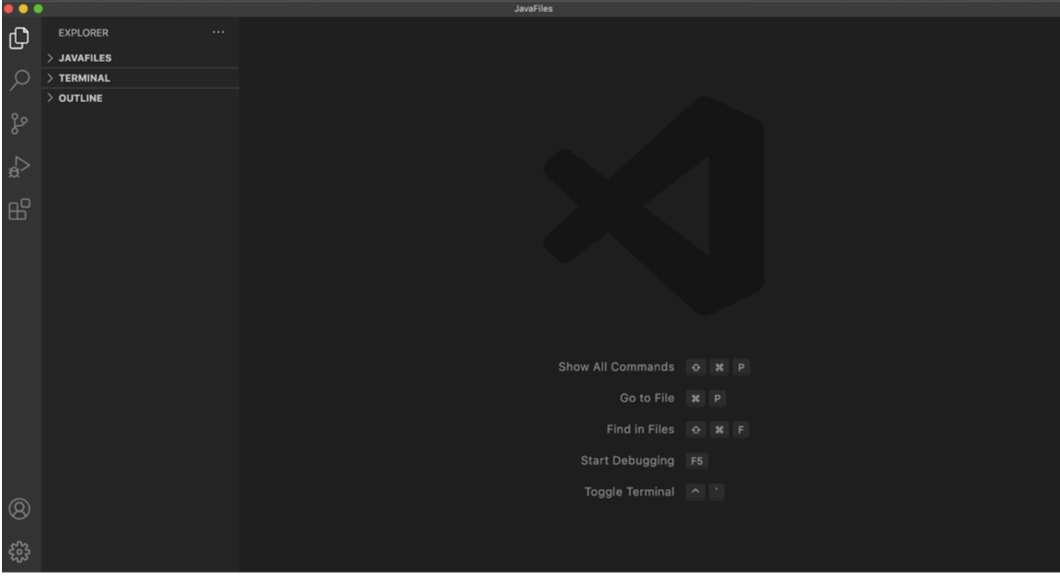 JavaFiles
EXPLORER ···
JAVAFILES
TERMINAL
OUTLINE
Show All Commands ⇧ ⌘ P
Go to File ⌘ P
Find in Files ⇧ ⌘ F
Start Debugging F5
Toggle Terminal ^ `